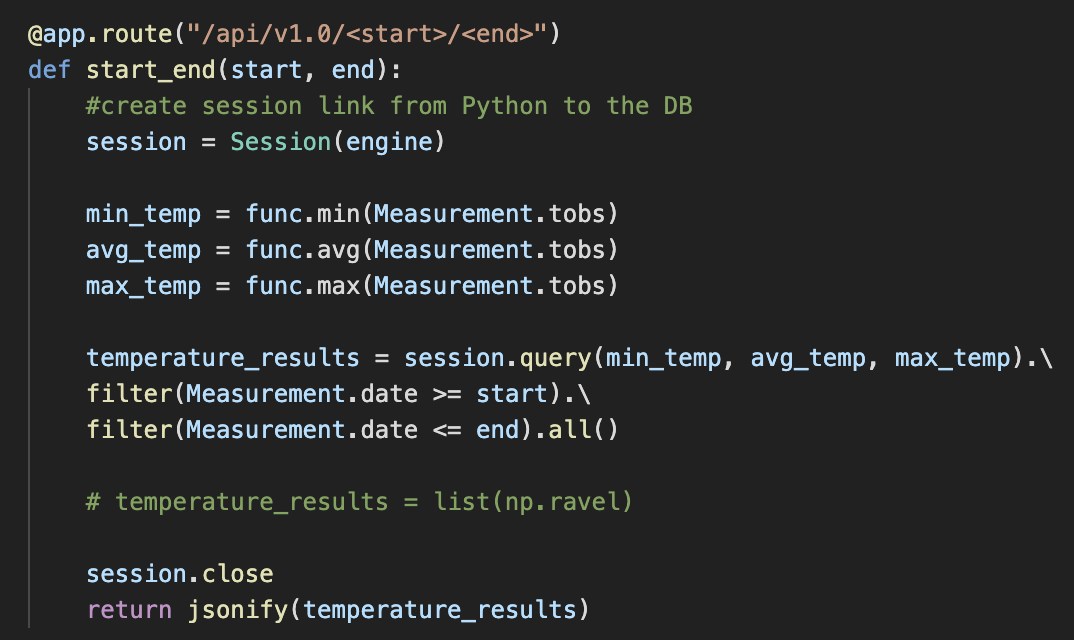 @app.route("/api/v1.0/<start>/<end>")
def start_end(start, end):
    #create session link from Python to the DB
    session = Session(engine)

    min_temp = func.min(Measurement.tobs)
    avg_temp = func.avg(Measurement.tobs)
    max_temp = func.max(Measurement.tobs)

    temperature_results = session.query(min_temp, avg_temp, max_temp).\
    filter(Measurement.date >= start).\
    filter(Measurement.date <= end).all()

    # temperature_results = list(np.ravel)

    session.close
    return jsonify(temperature_results)